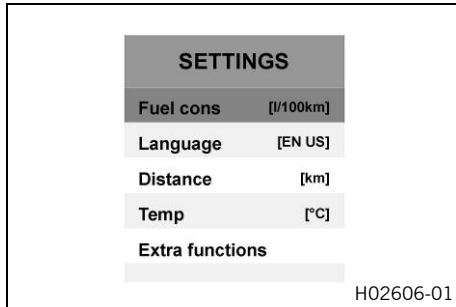 SETTINGS
Fuel cons [l/100km]
Language [EN US]
Distance [km]
Temp [°C]
Extra functions
H02606-01